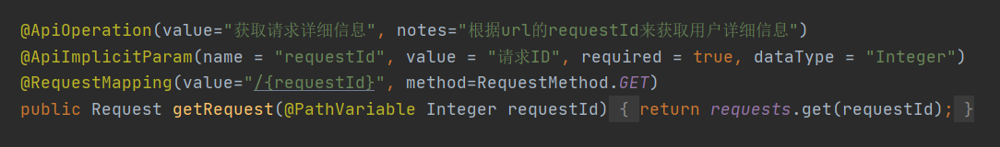 @ApiOperation(value="获取请求详细信息", notes="根据url的requestId来获取用户详细信息")
@ApiImplicitParam(name = "requestId", value = "请求ID", required = true, dataType = "Integer")
@RequestMapping(value="/{requestId}", method=RequestMethod.GET)
public Request getRequest(@PathVariable Integer requestId) { return requests.get(requestId); }